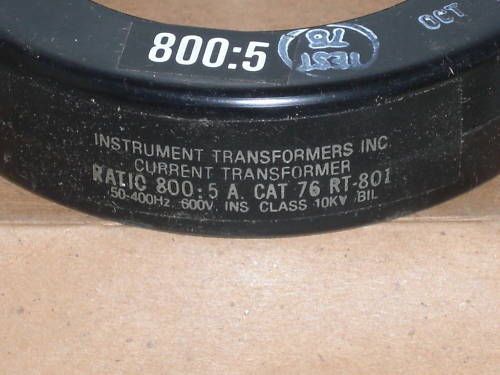 800:5
TEST
TB
OCT
INSTRUMENT TRANSFORMERS INC
CURRENT TRANSFORMER
RATIO 800:5 A. CAT 76 RT-801
50-400Hz. 600V. INS CLASS 10KV BIL